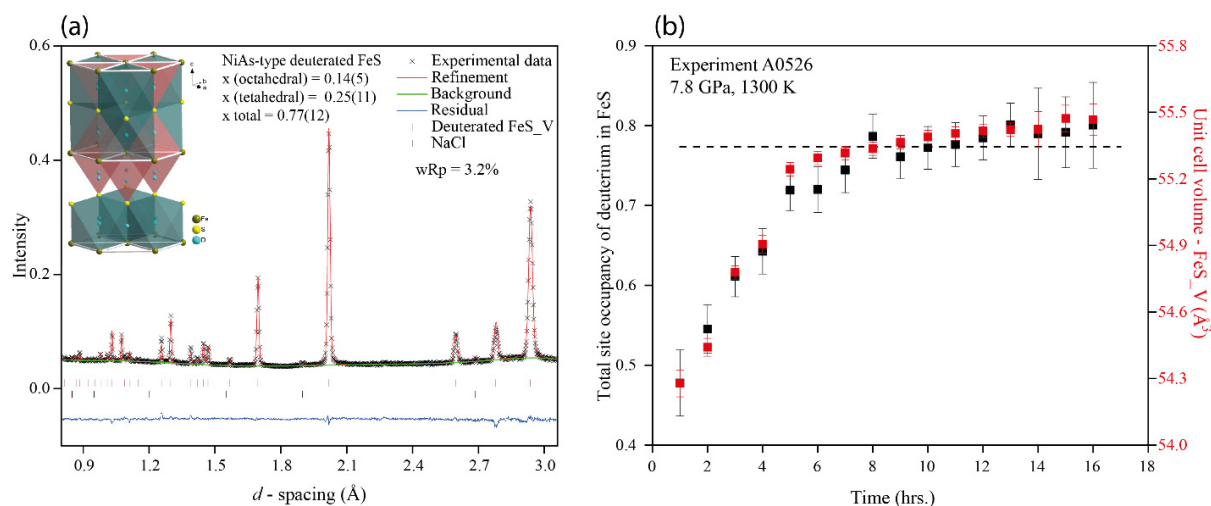 (a)
0.6
0.4
0.2
0.0
Intensity
0.9 1.2 1.5 1.8 2.1 2.4 2.7 3.0
d - spacing (Å)
c
b
a
Fe
S
D
NiAs-type deuterated FeS
x (octahedral) = 0.14(5)
x (tetahedral) = 0.25(11)
x total = 0.77(12)
Experimental data
Refinement
Background
Residual
Deuterated FeS_V
NaCl
wRp = 3.2%
(b)
Experiment A0526
7.8 GPa, 1300 K
0.9
0.8
0.7
0.6
0.5
0.4
Total site occupancy of deuterium in FeS
0 2 4 6 8 10 12 14 16 18
Time (hrs.)
55.8
55.5
55.2
54.9
54.6
54.3
54.0
Unit cell volume - FeS_V (Å³)